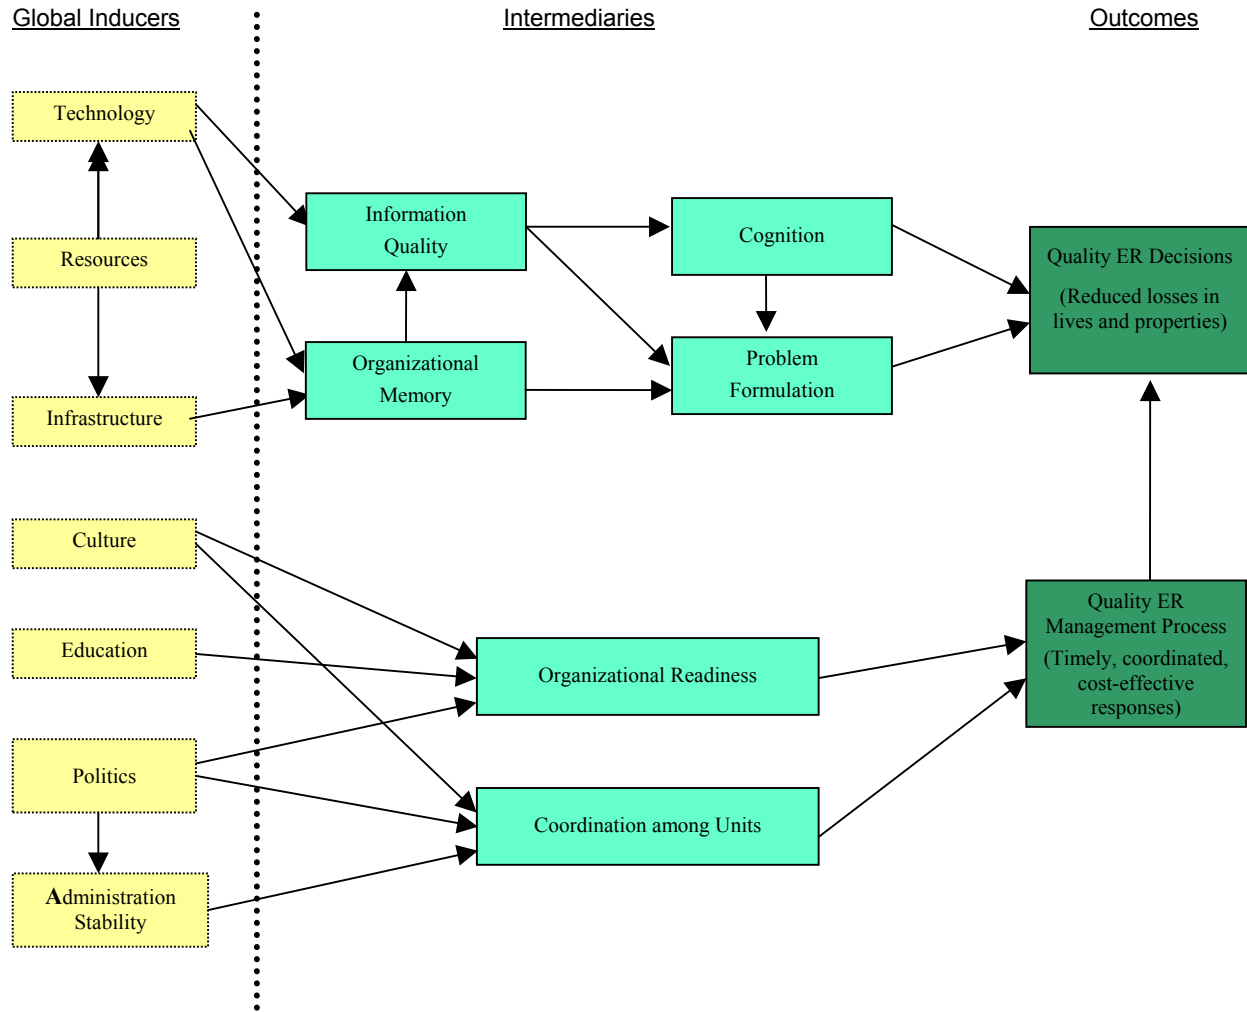 Global Inducers
Intermediaries
Outcomes
Technology
Resources
Infrastructure
Culture
Education
Politics
Administration
Stability
Information
Quality
Organizational
Memory
Cognition
Problem
Formulation
Organizational Readiness
Coordination among Units
Quality ER Decisions
(Reduced losses in
lives and properties)
Quality ER
Management Process
(Timely, coordinated,
cost-effective
responses)